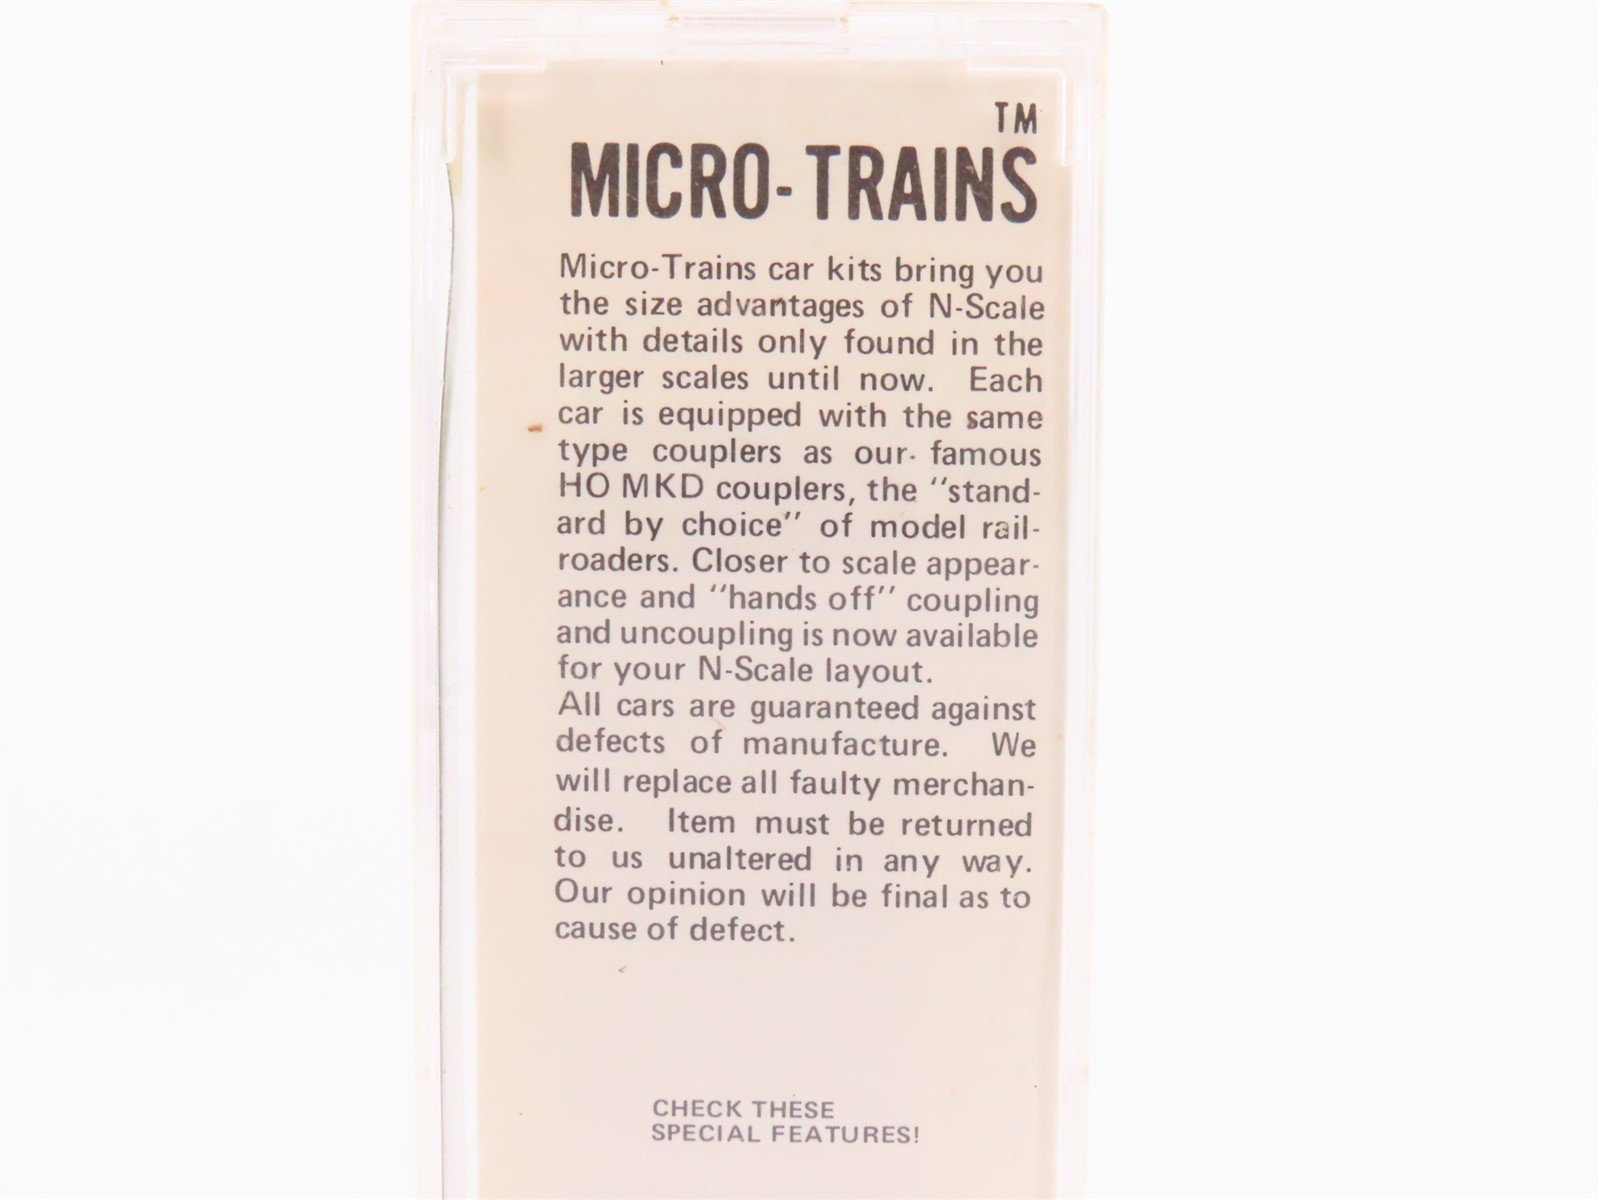 TM
MICRO-TRAINS
Micro-Trains car kits bring you
the size advantages of N-Scale
with details only found in the
larger scales until now. Each
car is equipped with the same
type couplers as our famous
HO MKD couplers, the "stand-
ard by choice" of model rail-
roaders. Closer to scale appear-
ance and "hands off" coupling
and uncoupling is now available
for your N-Scale layout.
All cars are guaranteed against
defects of manufacture. We
will replace all faulty merchan-
dise. Item must be returned
to us unaltered in any way.
Our opinion will be final as to
cause of defect.
CHECK THESE
SPECIAL FEATURES!